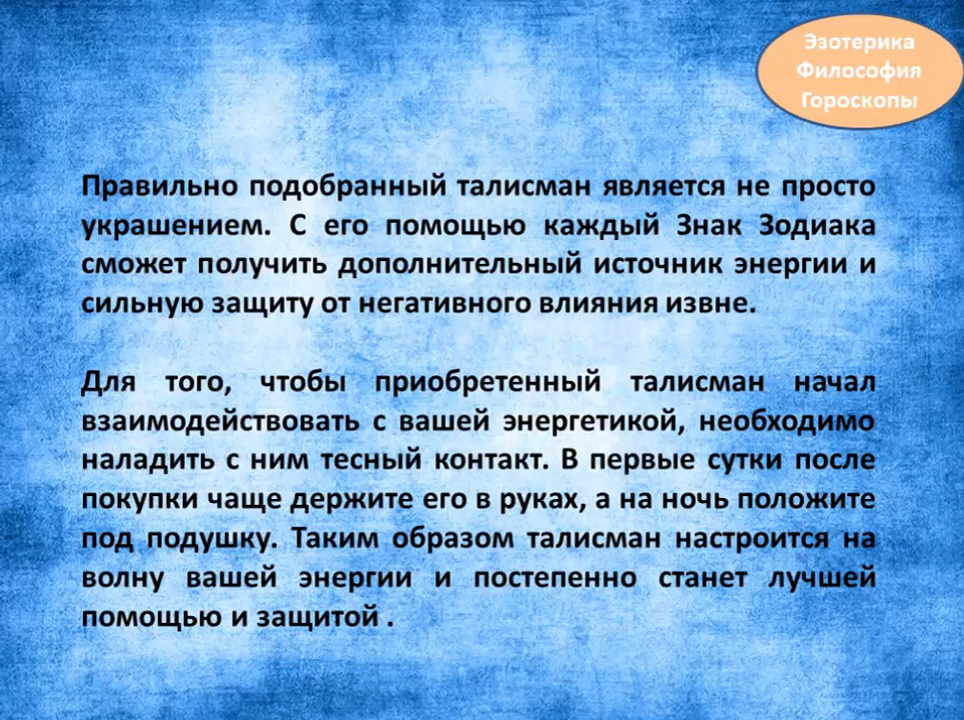 Эзотерика
Философия
Гороскопы
Правильно подобранный талисман является не просто
украшением. С его помощью каждый Знак Зодиака
сможет получить дополнительный источник энергии и
сильную защиту от негативного влияния извне.
Для того, чтобы приобретенный талисман начал
взаимодействовать с вашей энергетикой, необходимо
наладить с ним тесный контакт. В первые сутки после
покупки чаще держите его в руках, а на ночь положите
под подушку. Таким образом талисман настроится на
волну вашей энергии и постепенно станет лучшей
помощью и защитой .